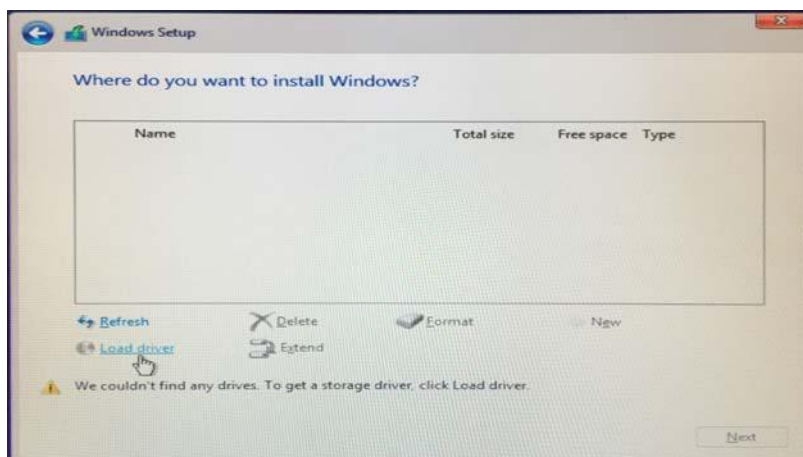 Windows Setup
Where do you want to install Windows?
Name Total size Free space Type
Refresh Delete Format New
Load driver Extend
We couldn't find any drives. To get a storage driver, click Load driver.
Next